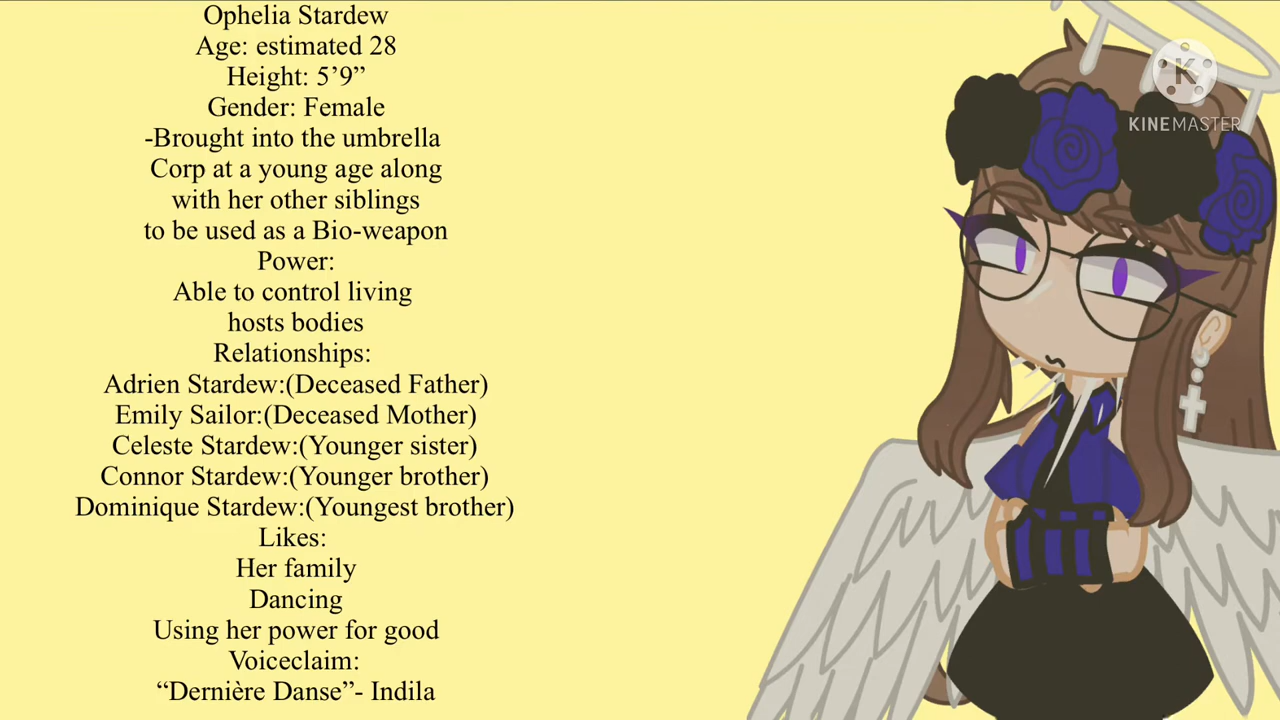 Ophelia Stardew
Age: estimated 28
Height: 5’9”
Gender: Female
-Brought into the umbrella
Corp at a young age along
with her other siblings
to be used as a Bio-weapon
Power:
Able to control living
hosts bodies
Relationships:
Adrien Stardew:(Deceased Father)
Emily Sailor:(Deceased Mother)
Celeste Stardew:(Younger sister)
Connor Stardew:(Younger brother)
Dominique Stardew:(Youngest brother)
Likes:
Her family
Dancing
Using her power for good
Voiceclaim:
“Dernière Danse”- Indila
K
KINEMASTER